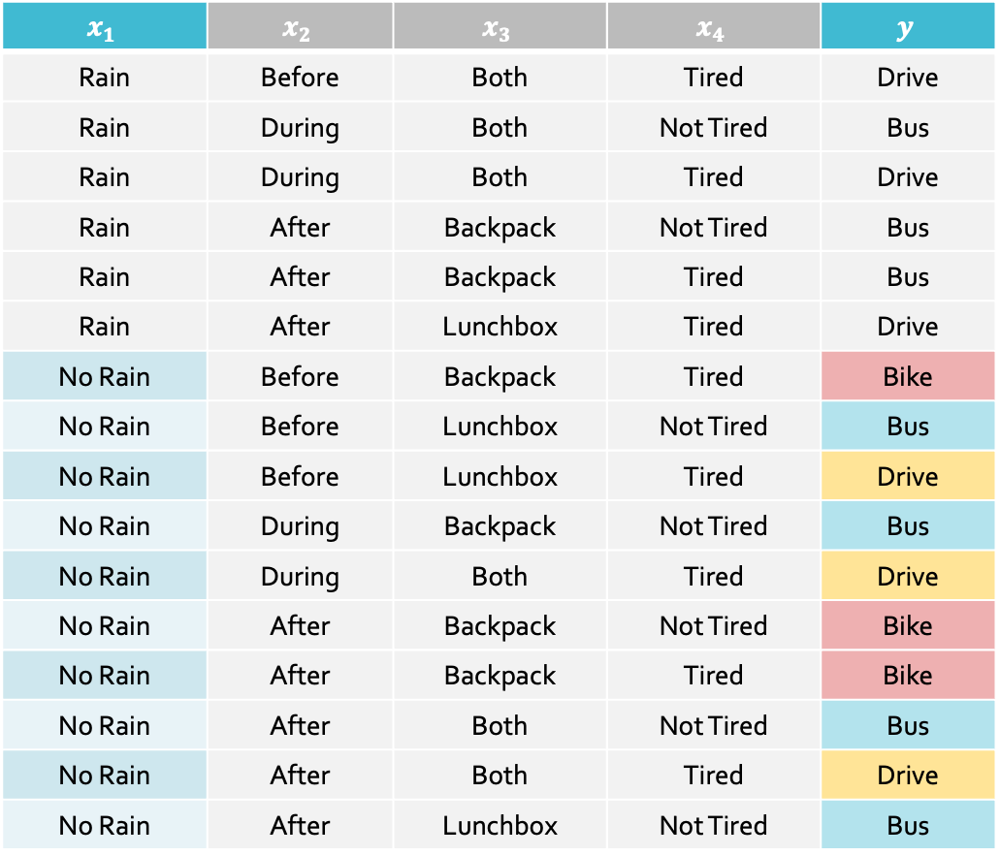 x₁ x₂ x₃ x₄ y
Rain Before Both Tired Drive
Rain During Both Not Tired Bus
Rain During Both Tired Drive
Rain After Backpack Not Tired Bus
Rain After Backpack Tired Bus
Rain After Lunchbox Tired Drive
No Rain Before Backpack Tired Bike
No Rain Before Lunchbox Not Tired Bus
No Rain Before Lunchbox Tired Drive
No Rain During Backpack Not Tired Bus
No Rain During Both Tired Drive
No Rain After Backpack Not Tired Bike
No Rain After Backpack Tired Bike
No Rain After Both Not Tired Bus
No Rain After Both Tired Drive
No Rain After Lunchbox Not Tired Bus